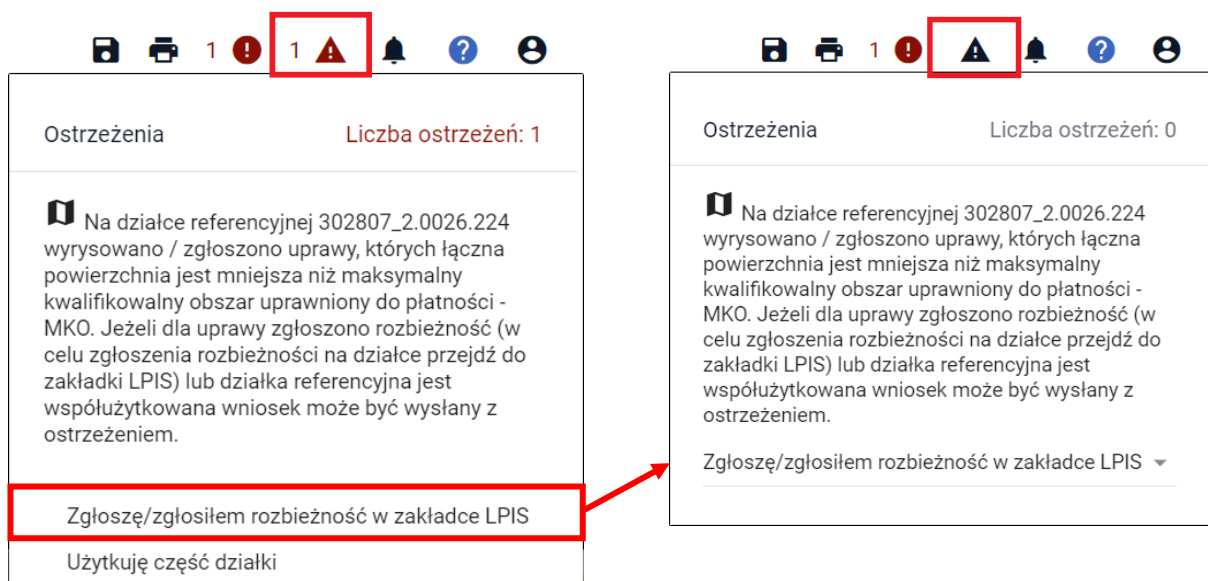 1 1
Ostrzeżenia Liczba ostrzeżeń: 1
Na działce referencyjnej 302807_2.0026.224
wyrysowano / zgłoszono uprawy, których łączna
powierzchnia jest mniejsza niż maksymalny
kwalifikowalny obszar uprawniony do płatności -
MKO. Jeżeli dla uprawy zgłoszono rozbieżność (w
celu zgłoszenia rozbieżności na działce przejdź do
zakładki LPIS) lub działka referencyjna jest
współużytkowana wniosek może być wysłany z
ostrzeżeniem.
Zgłoszę/zgłosiłem rozbieżność w zakładce LPIS
Użytkuję część działki
1
Ostrzeżenia Liczba ostrzeżeń: 0
Na działce referencyjnej 302807_2.0026.224
wyrysowano / zgłoszono uprawy, których łączna
powierzchnia jest mniejsza niż maksymalny
kwalifikowalny obszar uprawniony do płatności -
MKO. Jeżeli dla uprawy zgłoszono rozbieżność (w
celu zgłoszenia rozbieżności na działce przejdź do
zakładki LPIS) lub działka referencyjna jest
współużytkowana wniosek może być wysłany z
ostrzeżeniem.
Zgłoszę/zgłosiłem rozbieżność w zakładce LPIS